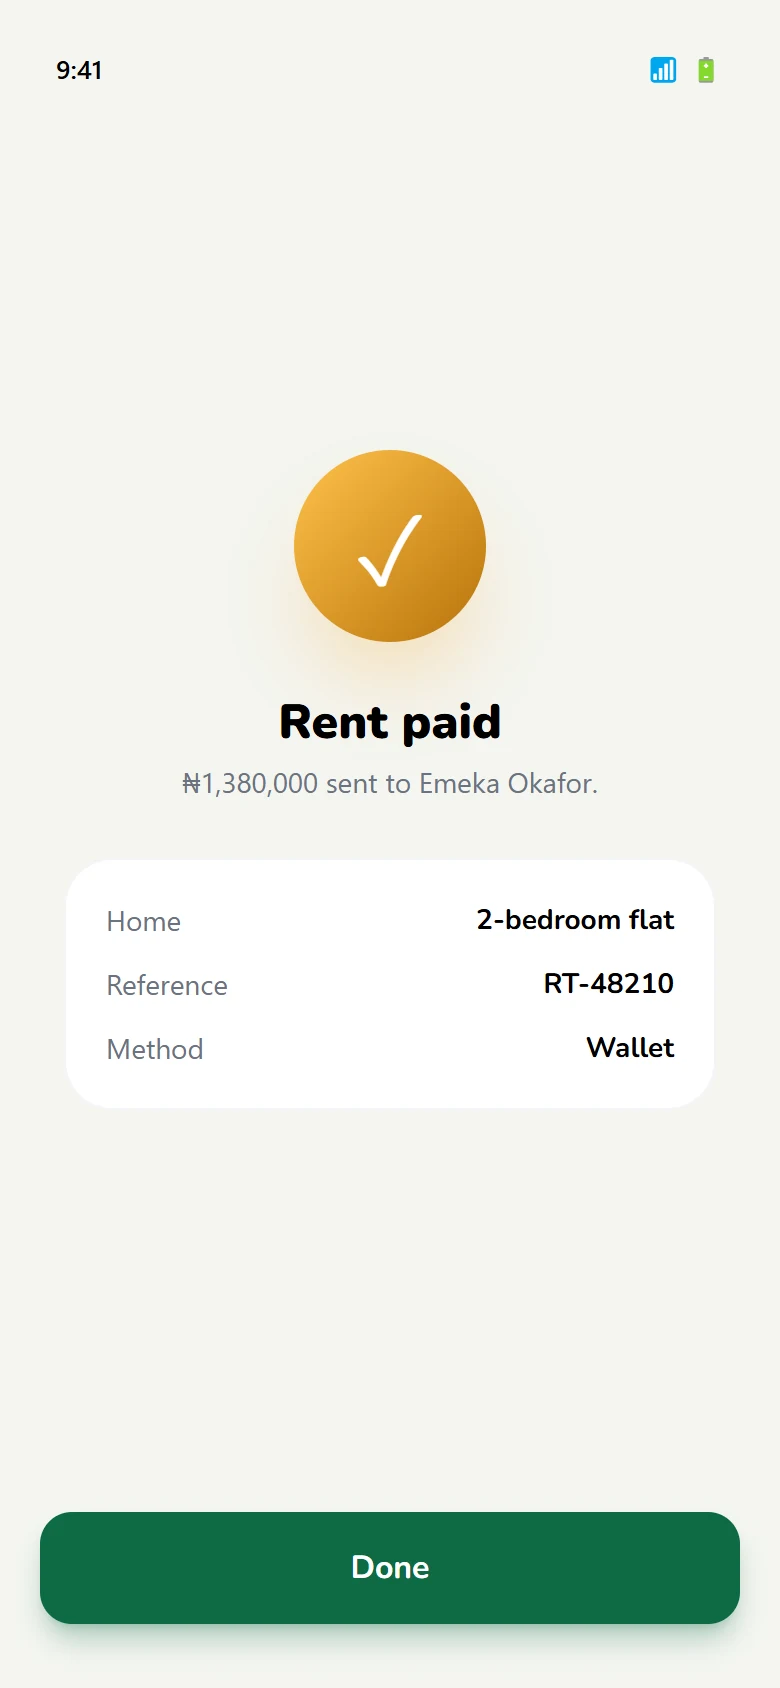 9:41
Rent paid
₦1,380,000 sent to Emeka Okafor.
Home 2-bedroom flat
Reference RT-48210
Method Wallet
Done